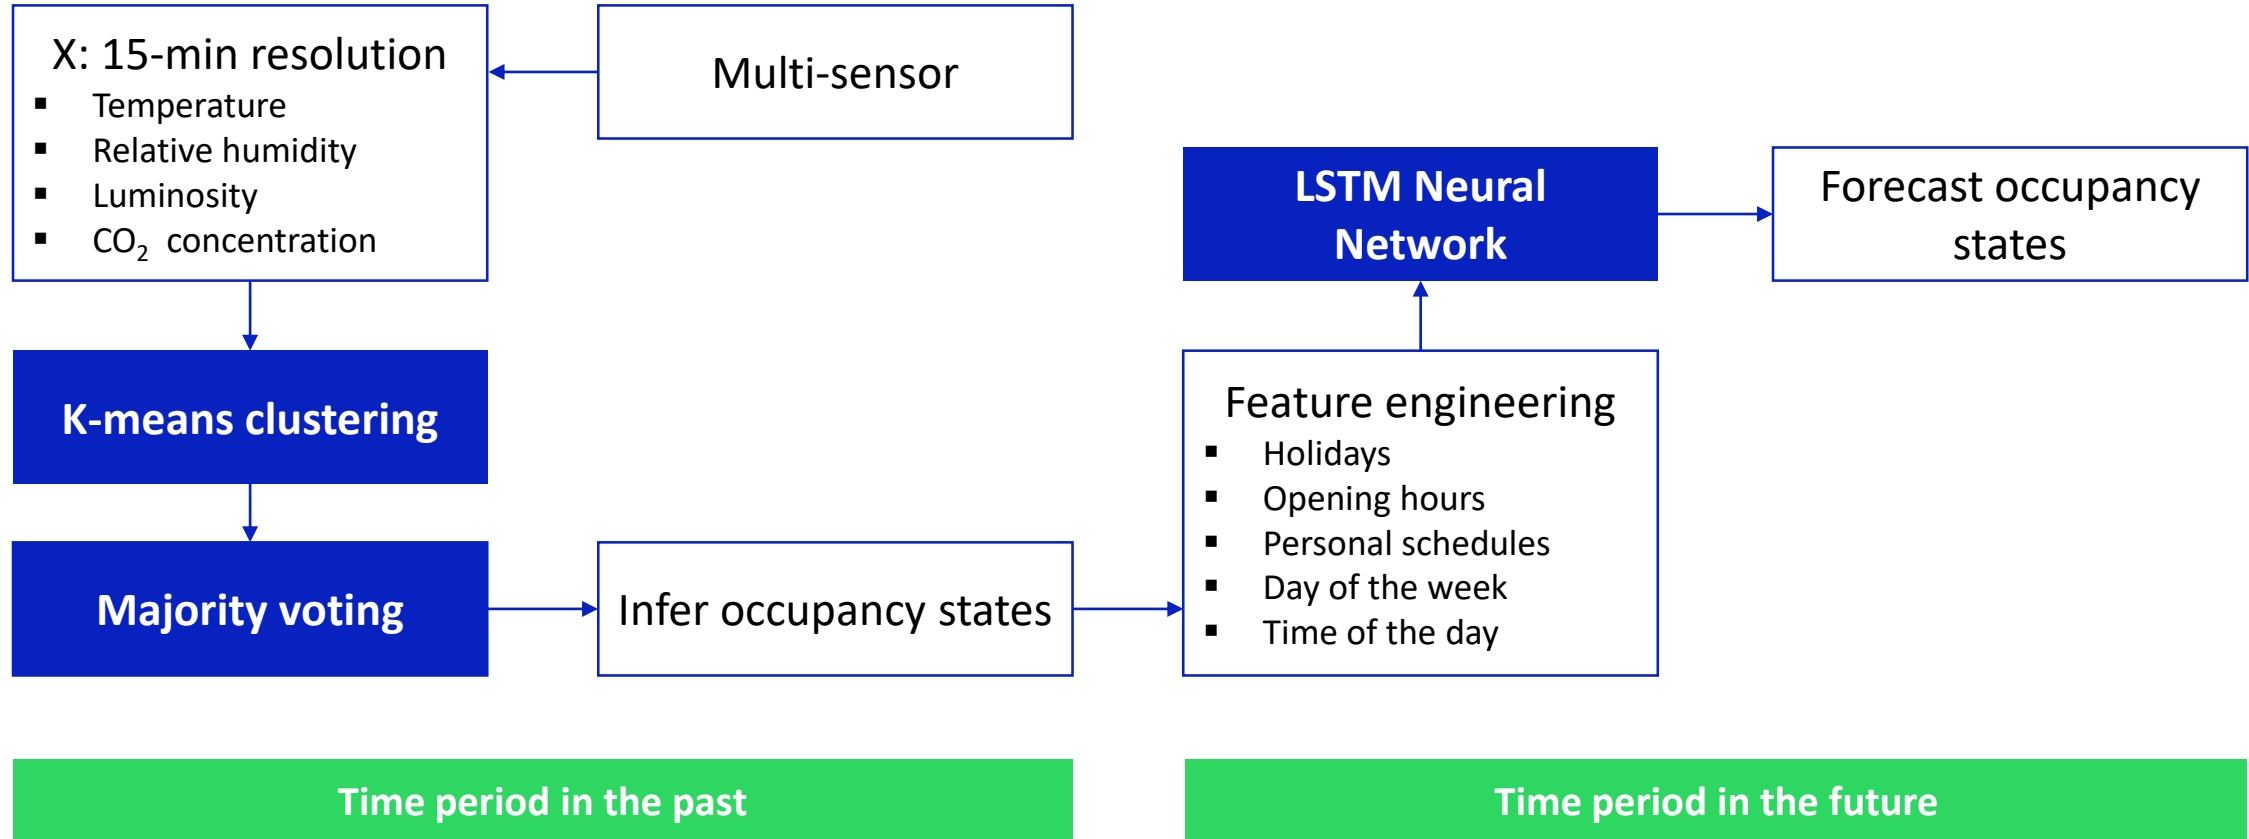 X: 15-min resolution
▪ Temperature
▪ Relative humidity
▪ Luminosity
▪ CO₂ concentration
Multi-sensor
K-means clustering
Majority voting
Infer occupancy states
Feature engineering
▪ Holidays
▪ Opening hours
▪ Personal schedules
▪ Day of the week
▪ Time of the day
LSTM Neural
Network
Forecast occupancy
states
Time period in the past
Time period in the future